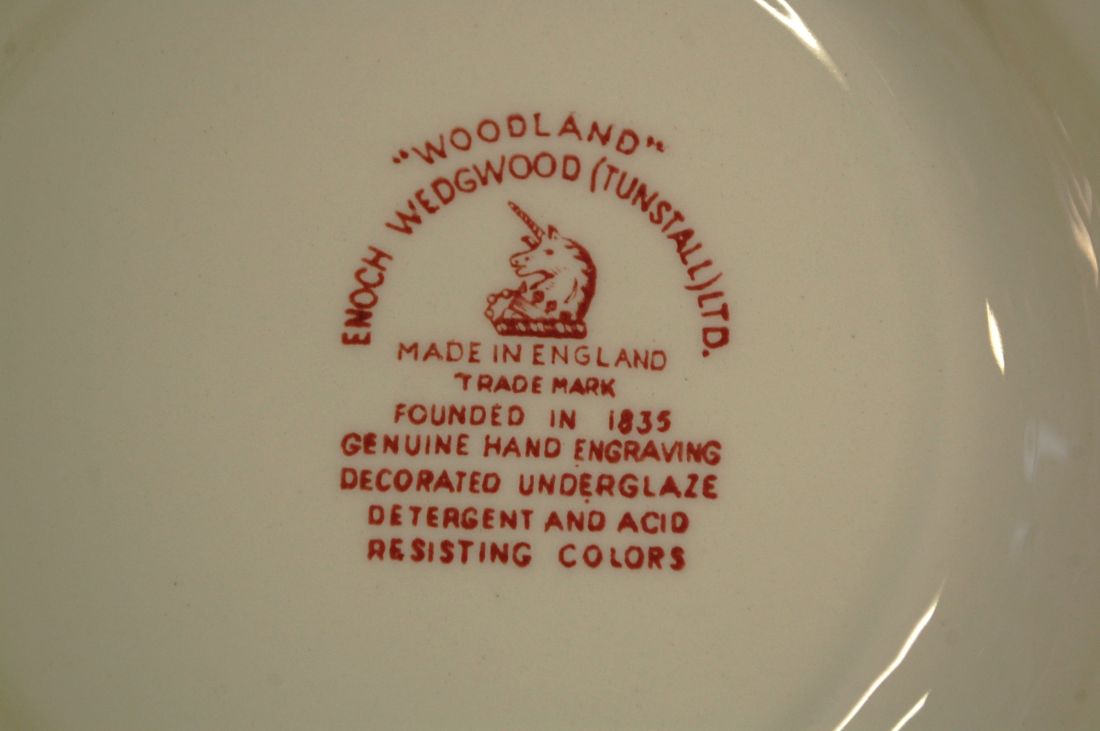 "WOODLAND"
ENOCH WEDGWOOD (TUNSTALL) LTD.
MADE IN ENGLAND
TRADE MARK
FOUNDED IN 1835
GENUINE HAND ENGRAVING
DECORATED UNDERGLAZE
DETERGENT AND ACID
RESISTING COLORS